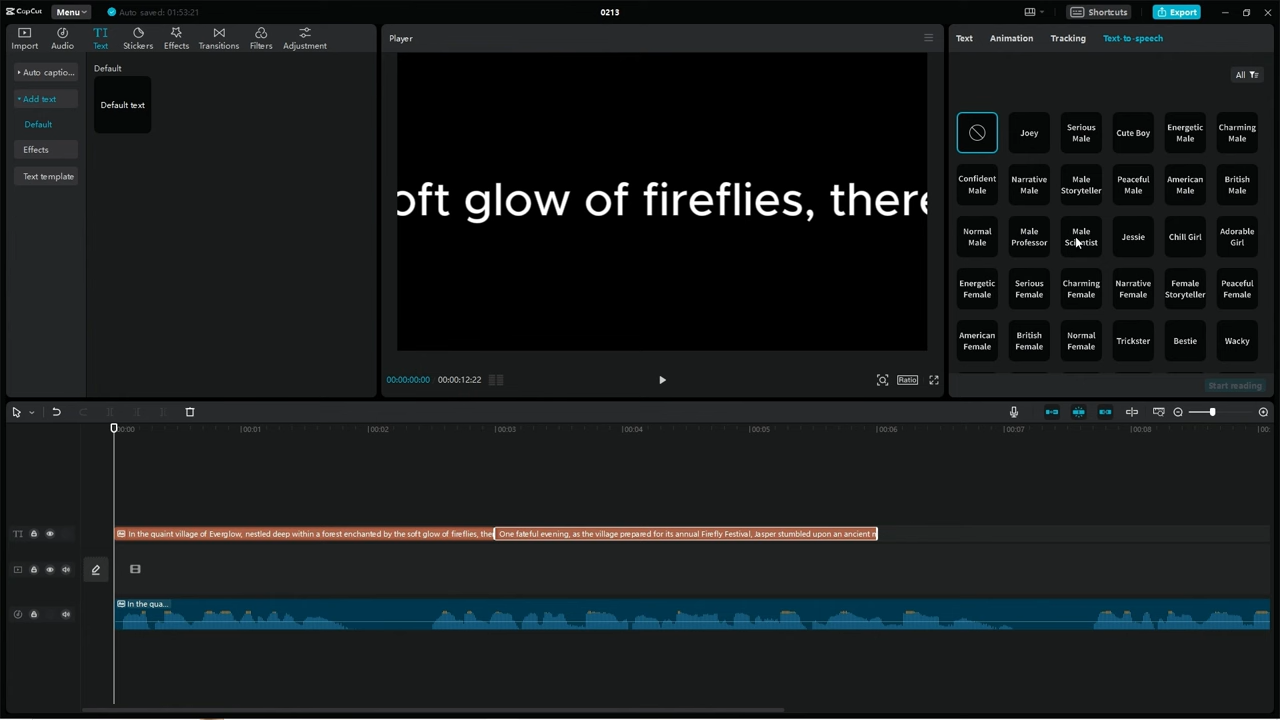 CapCut Menu Auto saved: 01:53:21 0213 Shortcuts Export
Import Audio Text Stickers Effects Transitions Filters Adjustment
Player
Text Animation Tracking Text-to-speech
Auto captio...
Add text
Default
Effects
Text template
Default
Default text
oft glow of fireflies, there
00:00:00:00 00:00:12:22
Ratio
All
Joey Serious Male Cute Boy Energetic Male Charming Male
Confident Male Narrative Male Male Storyteller Peaceful Male American Male British Male
Normal Male Male Professor Male Scientist Jessie Chill Girl Adorable Girl
Energetic Female Serious Female Charming Female Narrative Female Female Storyteller Peaceful Female
American Female British Female Normal Female Trickster Bestie Wacky
Start reading
00:00 00:01 00:02 00:03 00:04 00:05 00:06 00:07 00:08 00:
TI In the quaint village of Everglow, nestled deep within a forest enchanted by the soft glow of fireflies, the One fateful evening, as the village prepared for its annual Firefly Festival, Jasper stumbled upon an ancient
In the qua...